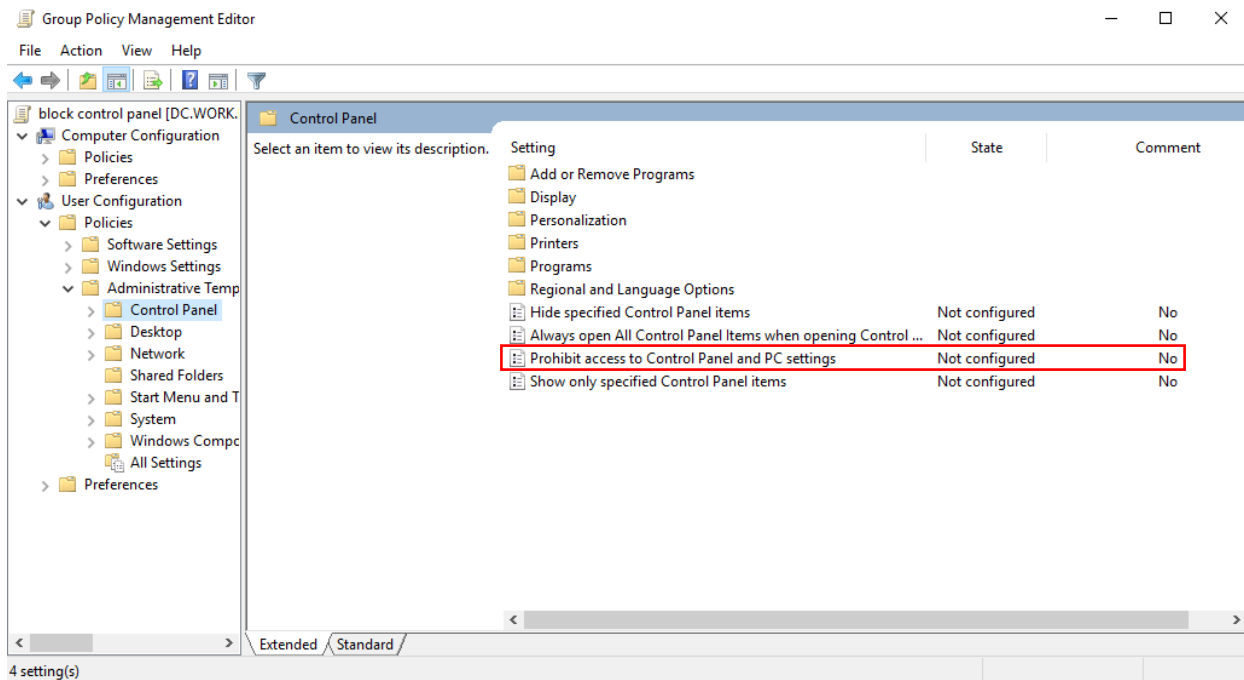 Group Policy Management Editor
File Action View Help
block control panel [DC.WORK.
Computer Configuration
Policies
Preferences
User Configuration
Policies
Software Settings
Windows Settings
Administrative Temp
Control Panel
Desktop
Network
Shared Folders
Start Menu and T
System
Windows Compo
All Settings
Preferences
Control Panel
Select an item to view its description.
Setting State Comment
Add or Remove Programs
Display
Personalization
Printers
Programs
Regional and Language Options
Hide specified Control Panel items Not configured No
Always open All Control Panel Items when opening Control ... Not configured No
Prohibit access to Control Panel and PC settings Not configured No
Show only specified Control Panel items Not configured No
Extended Standard
4 setting(s)